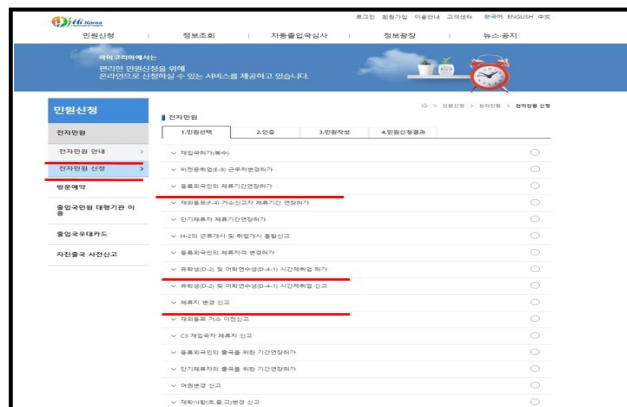 Hi Korea
로그인 회원가입 이용안내 고객센터 한국어 ENGLISH 中文
민원신청 정보조회 자동출입국심사 정보광장 뉴스·공지
하이코리아에서는
편리한 민원신청을 위해
온라인으로 신청하실 수 있는 서비스를 제공하고 있습니다.
민원신청
> 민원신청 > 전자민원 > 전자민원 신청
전자민원
1.민원선택 2.인증 3.민원작성 4.민원신청결과
전자민원
전자민원 안내 >
전자민원 신청 >
방문예약
출입국민원 대행기관 이
용
출입국우대카드
자진출국 사전신고
재입국허가(복수)
비전문취업(E-9) 근무처변경허가
등록외국인의 체류기간연장허가
재외동포(F-4) 거소신고자 체류기간 연장허가
단기체류자 체류기간연장허가
H-2의 근로개시 및 취업개시 통합신고
등록외국인의 체류자격 변경허가
유학생(D-2) 및 어학연수생(D-4-1) 시간제취업 허가
유학생(D-2) 및 어학연수생(D-4-1) 시간제취업 신고
체류지 변경 신고
재외동포 거소 이전신고
C3 재입국자 체류지 신고
등록외국인의 출국을 위한 기간연장허가
단기체류자의 출국을 위한 기간연장허가
여권변경 신고
재학사항(초,중,고)변경 신고